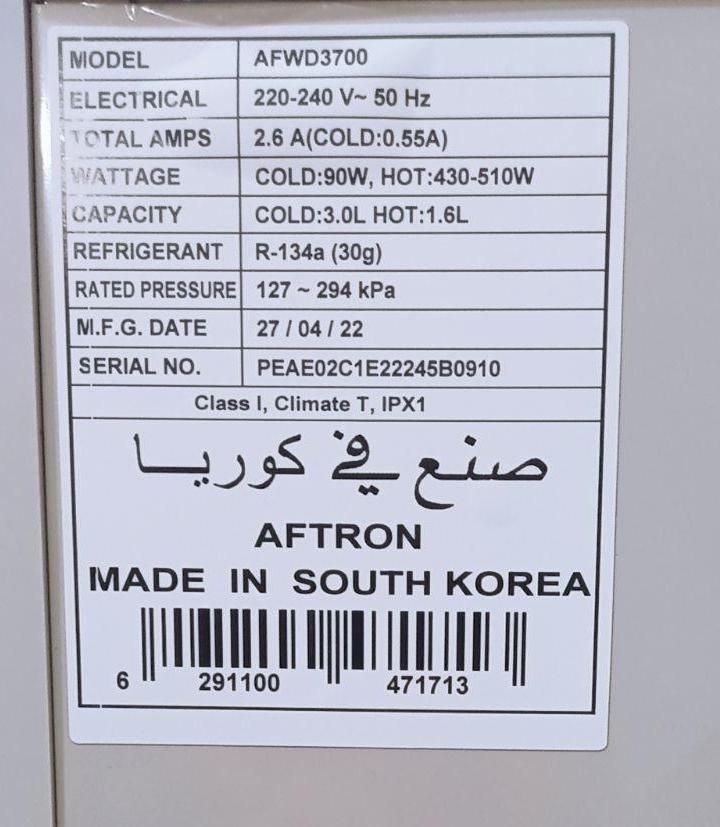 MODEL AFWD3700
ELECTRICAL 220-240 V~ 50 Hz
TOTAL AMPS 2.6 A(COLD:0.55A)
WATTAGE COLD:90W, HOT:430-510W
CAPACITY COLD:3.0L HOT:1.6L
REFRIGERANT R-134a (30g)
RATED PRESSURE 127 ~ 294 kPa
M.F.G. DATE 27 / 04 / 22
SERIAL NO. PEAE02C1E22245B0910
Class I, Climate T, IPX1
صنع في كوريا
AFTRON
MADE IN SOUTH KOREA
6 291100 471713